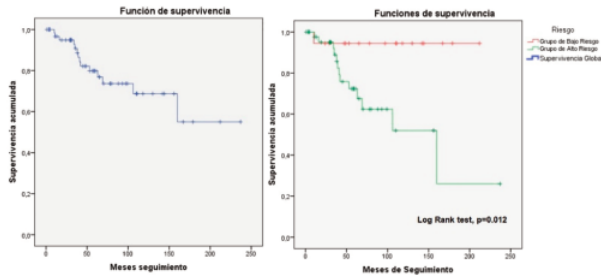 Función de supervivencia
Supervivencia acumulada
1,0
0,8
0,6
0,4
0,2
0,0
0
50
100
150
200
250
Meses seguimiento
Funciones de supervivencia
Supervivencia acumulada
1,0
0,8
0,6
0,4
0,2
0,0
0
50
100
150
200
250
Meses de Seguimiento
Log Rank test, p=0.012
Riesgo
Grupo de Bajo Riesgo
Grupo de Alto Riesgo
Supervivencia Global